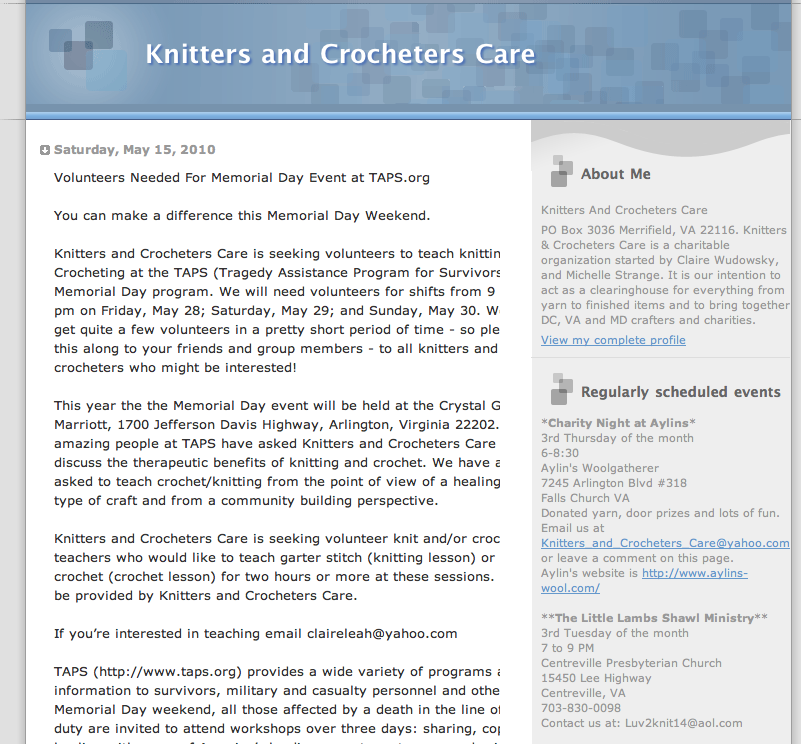 Knitters and Crocheters Care
Saturday, May 15, 2010
Volunteers Needed For Memorial Day Event at TAPS.org
You can make a difference this Memorial Day Weekend.
Knitters and Crocheters Care is seeking volunteers to teach knittin
Crocheting at the TAPS (Tragedy Assistance Program for Survivors
Memorial Day program. We will need volunteers for shifts from 9
pm on Friday, May 28; Saturday, May 29; and Sunday, May 30. W
get quite a few volunteers in a pretty short period of time - so ple
this along to your friends and group members - to all knitters and
crocheters who might be interested!
This year the the Memorial Day event will be held at the Crystal G
Marriott, 1700 Jefferson Davis Highway, Arlington, Virginia 22202.
amazing people at TAPS have asked Knitters and Crocheters Care
discuss the therapeutic benefits of knitting and crochet. We have a
asked to teach crochet/knitting from the point of view of a healing
type of craft and from a community building perspective.
Knitters and Crocheters Care is seeking volunteer knit and/or croc
teachers who would like to teach garter stitch (knitting lesson) or
crochet (crochet lesson) for two hours or more at these sessions.
be provided by Knitters and Crocheters Care.
If you’re interested in teaching email claireleah@yahoo.com
TAPS (http://www.taps.org) provides a wide variety of programs a
information to survivors, military and casualty personnel and othe
Memorial Day weekend, all those affected by a death in the line of
duty are invited to attend workshops over three days: sharing, cop
About Me
Knitters And Crocheters Care
PO Box 3036 Merrifield, VA 22116. Knitters
& Crocheters Care is a charitable
organization started by Claire Wudowsky,
and Michelle Strange. It is our intention to
act as a clearinghouse for everything from
yarn to finished items and to bring together
DC, VA and MD crafters and charities.
View my complete profile
Regularly scheduled events
*Charity Night at Aylins*
3rd Thursday of the month
6-8:30
Aylin's Woolgatherer
7245 Arlington Blvd #318
Falls Church VA
Donated yarn, door prizes and lots of fun.
Email us at
Knitters_and_Crocheters_Care@yahoo.com
or leave a comment on this page.
Aylin's website is http://www.aylins-
wool.com/
**The Little Lambs Shawl Ministry**
3rd Tuesday of the month
7 to 9 PM
Centreville Presbyterian Church
15450 Lee Highway
Centreville, VA
703-830-0098
Contact us at: Luv2knit14@aol.com